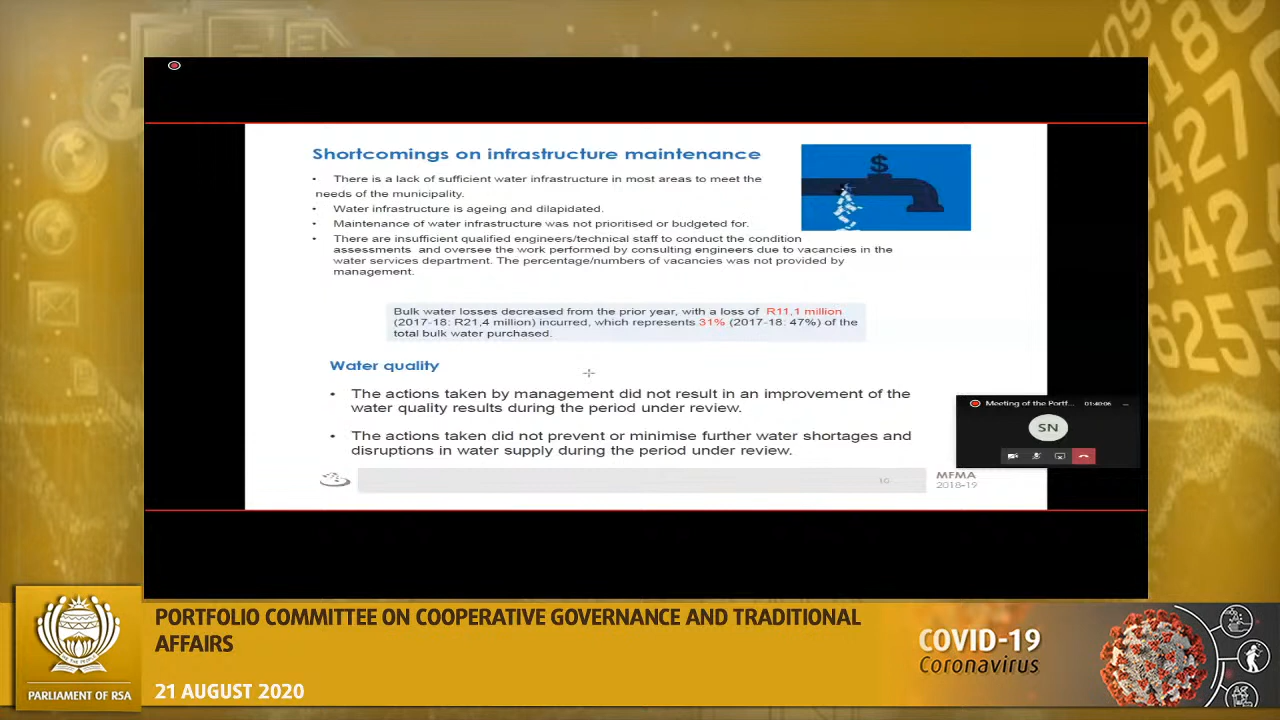 Shortcomings on infrastructure maintenance
$
• There is a lack of sufficient water infrastructure in most areas to meet the
needs of the municipality.
• Water infrastructure is ageing and dilapidated.
• Maintenance of water infrastructure was not prioritised or budgeted for.
• There are insufficient qualified engineers/technical staff to conduct the condition
assessments and oversee the work performed by consulting engineers due to vacancies in the
water services department. The percentage/numbers of vacancies was not provided by
management.
Bulk water losses decreased from the prior year, with a loss of R11,1 million
(2017-18: R21,4 million) incurred, which represents 31% (2017-18: 47%) of the
total bulk water purchased.
Water quality
• The actions taken by management did not result in an improvement of the
water quality results during the period under review.
• The actions taken did not prevent or minimise further water shortages and
disruptions in water supply during the period under review.
10
MFMA
2018-19
Meeting of the Portf... 01:40:06
SN
PORTFOLIO COMMITTEE ON COOPERATIVE GOVERNANCE AND TRADITIONAL
AFFAIRS
21 AUGUST 2020
PARLIAMENT OF RSA
COVID-19
Coronavirus